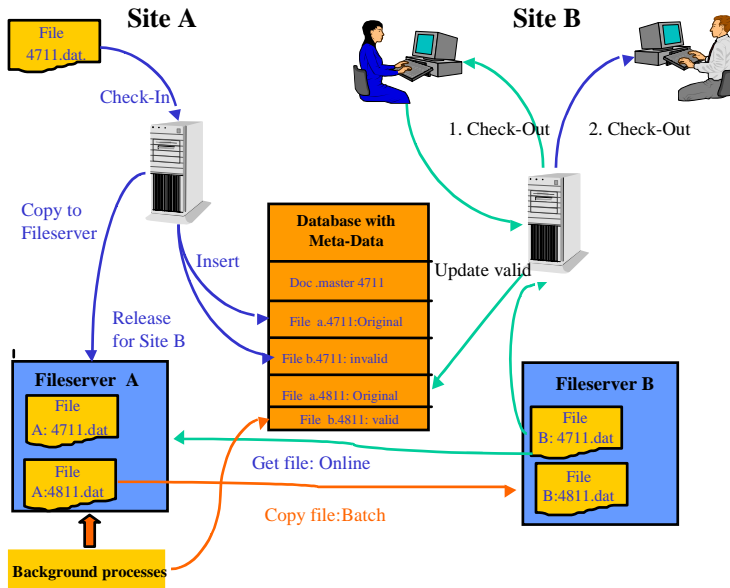 Site A
Site B
File
4711.dat.
Check-In
1. Check-Out
2. Check-Out
Copy to
Fileserver
Insert
Database with
Meta-Data
Update valid
Doc .master 4711
Release
for Site B
File a.4711:Original
File b.4711: invalid
File a.4811: Original
File b.4811: valid
Fileserver A
File
A: 4711.dat
File
A:4811.dat
Fileserver B
File
B: 4711.dat
File
B:4811.dat
Get file: Online
Copy file:Batch
Background processes